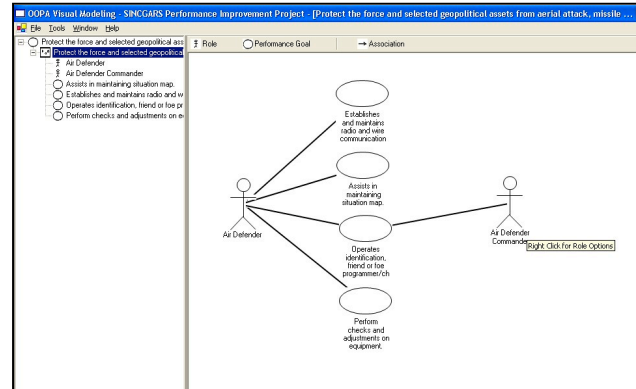 OOPA Visual Modeling - SINCGARS Performance Improvement Project - [Protect the force and selected geopolitical assets from aerial attack, missile ...
File Tools Window Help
Protect the force and selected geopolitical ass
Protect the force and selected geopolitica
Air Defender
Air Defender Commander
Assists in maintaining situation map.
Establishes and maintains radio and w
Operates identification, friend or foe pr
Perform checks and adjustments on e
Role Performance Goal Association
Establishes
and maintains
radio and wire
communication
Assists in
maintaining
situation map.
Air Defender
Operates
identification,
friend or foe
programmer/ch
Air Defender
Commander
Right Click for Role Options
Perform
checks and
adjustments on
equipment.